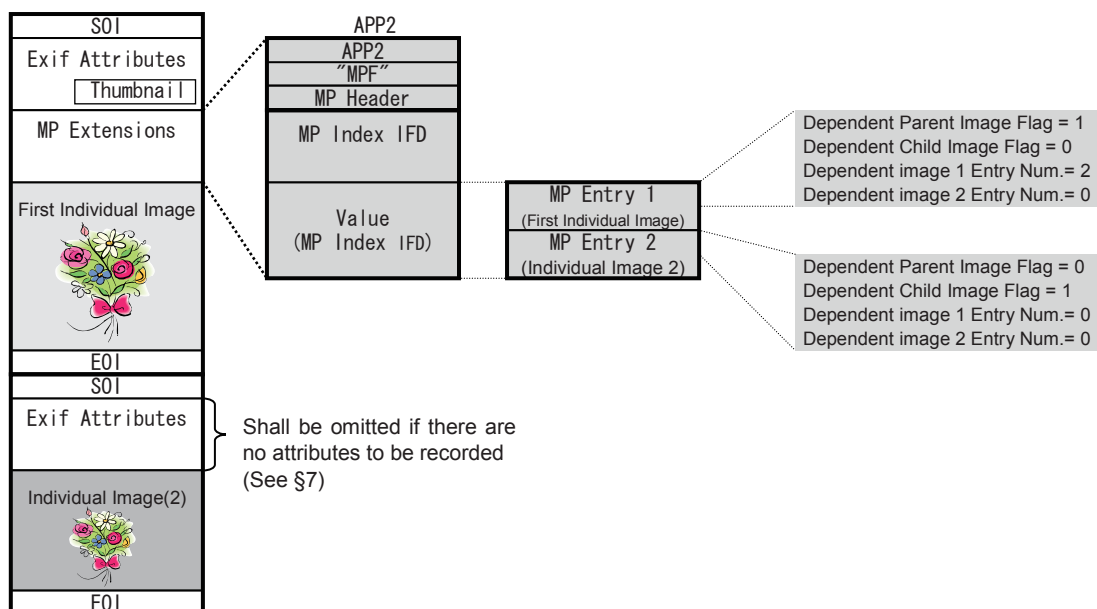 SOI
Exif Attributes
Thumbnail
MP Extensions
First Individual Image
EOI
SOI
Exif Attributes
Individual Image(2)
EOI
APP2
APP2
"MPF"
MP Header
MP Index IFD
Value
(MP Index IFD)
MP Entry 1
(First Individual Image)
MP Entry 2
(Individual Image 2)
Dependent Parent Image Flag = 1
Dependent Child Image Flag = 0
Dependent image 1 Entry Num.= 2
Dependent image 2 Entry Num.= 0
Dependent Parent Image Flag = 0
Dependent Child Image Flag = 1
Dependent image 1 Entry Num.= 0
Dependent image 2 Entry Num.= 0
Shall be omitted if there are
no attributes to be recorded
(See §7)